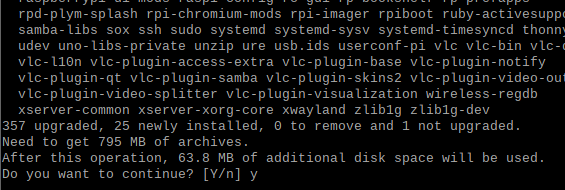 rpd-plym-splash rpi-chromium-mods rpi-imager rpiboot
samba-libs sox ssh sudo systemd systemd-sysv systemd-timesyncd thonny
udev uno-libs-private unzip ure usb.ids userconf-pi vlc vlc-bin
vlc-l10n vlc-plugin-access-extra vlc-plugin-base vlc-plugin-notify
vlc-plugin-qt vlc-plugin-samba vlc-plugin-skins2 vlc-plugin-video-out
vlc-plugin-video-splitter vlc-plugin-visualization wireless-regdb
xserver-common xserver-xorg-core xwayland zlib1g zlib1g-dev
357 upgraded, 25 newly installed, 0 to remove and 1 not upgraded.
Need to get 795 MB of archives.
After this operation, 63.8 MB of additional disk space will be used.
Do you want to continue? [Y/n] y